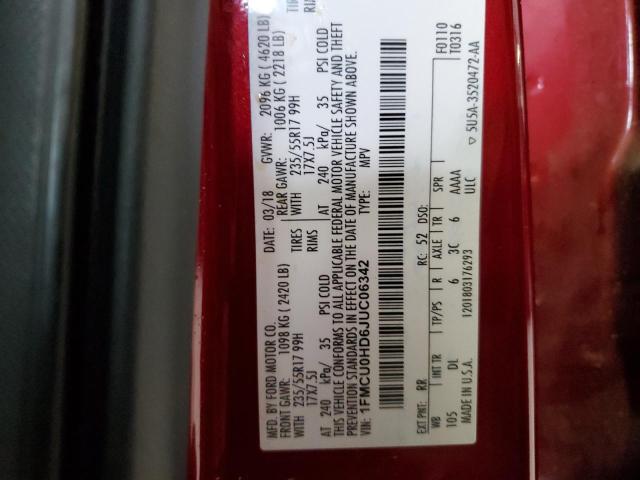 MFD. BY FORD MOTOR CO.
DATE: 03/18 GVWR: 2096 KG ( 4620 LB)
FRONT GAWR: 1098 KG ( 2420 LB) REAR GAWR: 1006 KG ( 2218 LB)
WITH 235/55R17 99H TIRES WITH 235/55R17 99H TIRE
17X7.5J RIMS 17X7.5J RIM
AT 240 kPa/ 35 PSI COLD AT 240 kPa/ 35 PSI COLD
THIS VEHICLE CONFORMS TO ALL APPLICABLE FEDERAL MOTOR VEHICLE SAFETY AND THEFT
PREVENTION STANDARDS IN EFFECT ON THE DATE OF MANUFACTURE SHOWN ABOVE.
VIN: 1FMCU0HD6JUC06342 TYPE: MPV
EXT PNT: RR RC: 52 DSO: F0110
WB INT TR TP/PS R AXLE TR SPR T0316
105 DL 6 3C 6 AAAA
ULC
MADE IN U.S.A. 1201803176293 5U5A-3520472-AA